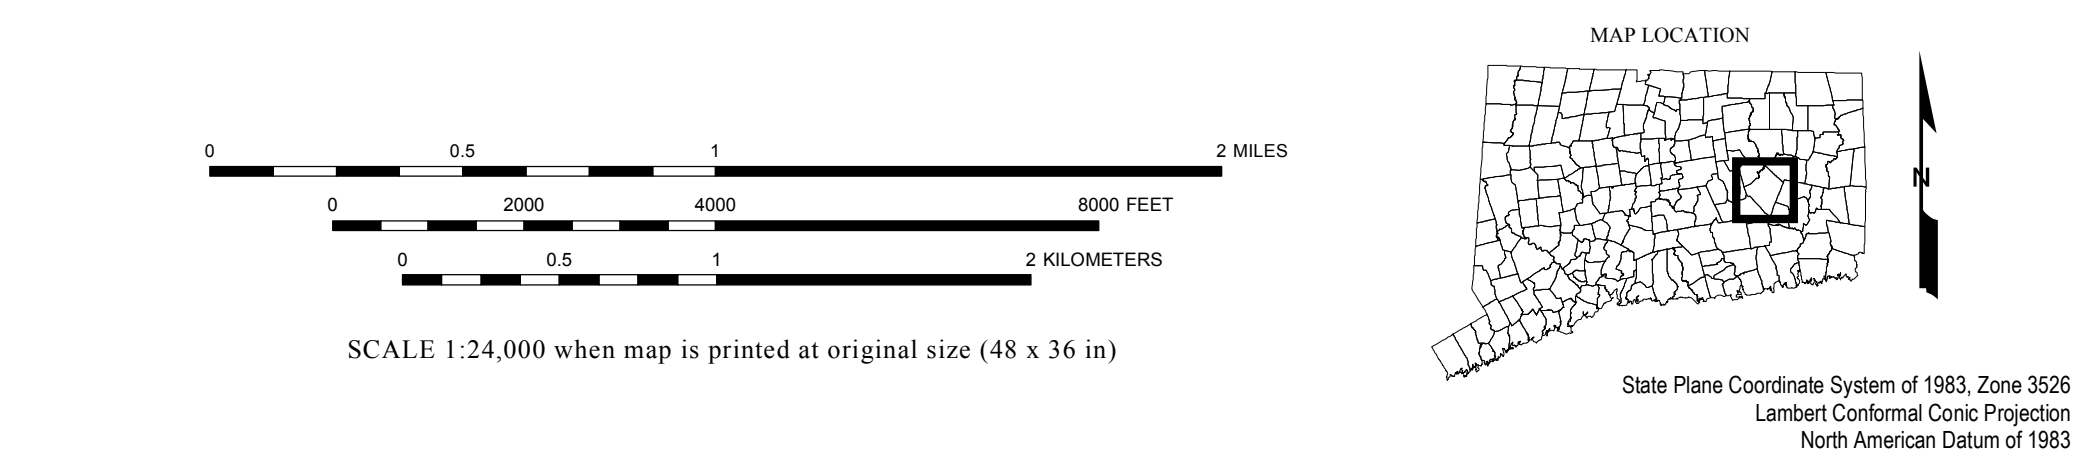 MAP LOCATION
0 0.5 1 2 MILES
0 2000 4000 8000 FEET
0 0.5 1 2 KILOMETERS
SCALE 1:24,000 when map is printed at original size (48 x 36 in)
N
State Plane Coordinate System of 1983, Zone 3526
Lambert Conformal Conic Projection
North American Datum of 1983